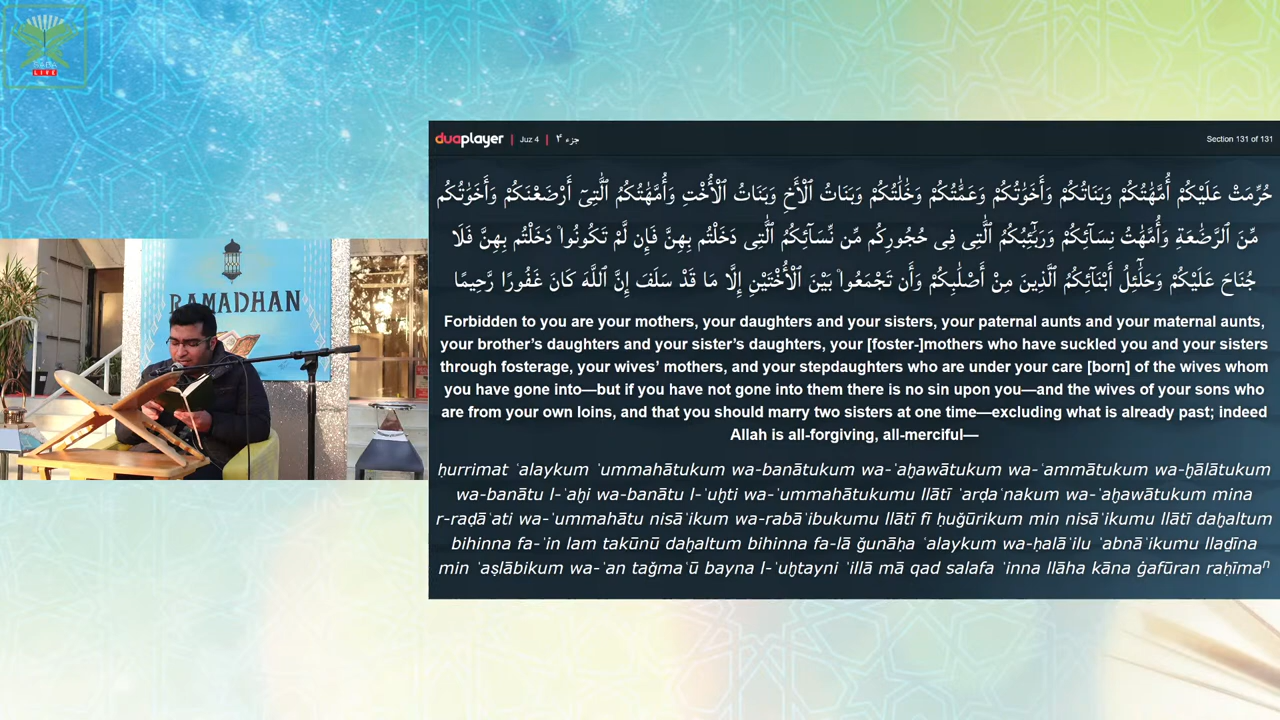 SABA
LIVE
RAMADHAN
duaplayer | Juz 4 | جزء ۴
Section 131 of 131
حُرِّمَتْ عَلَيْكُمْ أُمَّهَٰتُكُمْ وَبَنَاتُكُمْ وَأَخَوَٰتُكُمْ وَعَمَّٰتُكُمْ وَخَٰلَٰتُكُمْ وَبَنَاتُ ٱلْأَخِ وَبَنَاتُ ٱلْأُخْتِ وَأُمَّهَٰتُكُمُ ٱلَّٰتِىٓ أَرْضَعْنَكُمْ وَأَخَوَٰتُكُم
مِّنَ ٱلرَّضَٰعَةِ وَأُمَّهَٰتُ نِسَآئِكُمْ وَرَبَٰٓئِبُكُمُ ٱلَّٰتِى فِى حُجُورِكُم مِّن نِّسَآئِكُمُ ٱلَّٰتِى دَخَلْتُم بِهِنَّ فَإِن لَّمْ تَكُونُوا۟ دَخَلْتُم بِهِنَّ فَلَا
جُنَاحَ عَلَيْكُمْ وَحَلَٰٓئِلُ أَبْنَآئِكُمُ ٱلَّذِينَ مِنْ أَصْلَٰبِكُمْ وَأَن تَجْمَعُوا۟ بَيْنَ ٱلْأُخْتَيْنِ إِلَّا مَا قَدْ سَلَفَ إِنَّ ٱللَّهَ كَانَ غَفُورًا رَّحِيمًا
Forbidden to you are your mothers, your daughters and your sisters, your paternal aunts and your maternal aunts,
your brother’s daughters and your sister’s daughters, your [foster-]mothers who have suckled you and your sisters
through fosterage, your wives’ mothers, and your stepdaughters who are under your care [born] of the wives whom
you have gone into—but if you have not gone into them there is no sin upon you—and the wives of your sons who
are from your own loins, and that you should marry two sisters at one time—excluding what is already past; indeed
Allah is all-forgiving, all-merciful—
ḥurrimat ʿalaykum ʾummahātukum wa-banātukum wa-ʾaḫawātukum wa-ʿammātukum wa-ḫālātukum
wa-banātu l-ʾaḫi wa-banātu l-ʾuḫti wa-ʾummahātukumu llātī ʾarḍaʿnakum wa-ʾaḫawātukum mina
r-raḍāʿati wa-ʾummahātu nisāʾikum wa-rabāʾibukumu llātī fī ḥuǧūrikum min nisāʾikumu llātī daḫaltum
bihinna fa-ʾin lam takūnū daḫaltum bihinna fa-lā ǧunāḥa ʿalaykum wa-ḥalāʾilu ʾabnāʾikumu llaḏīna
min ʾaṣlābikum wa-ʾan taǧmaʿū bayna l-ʾuḫtayni ʾillā mā qad salafa ʾinna llāha kāna ġafūran raḥīmaⁿ